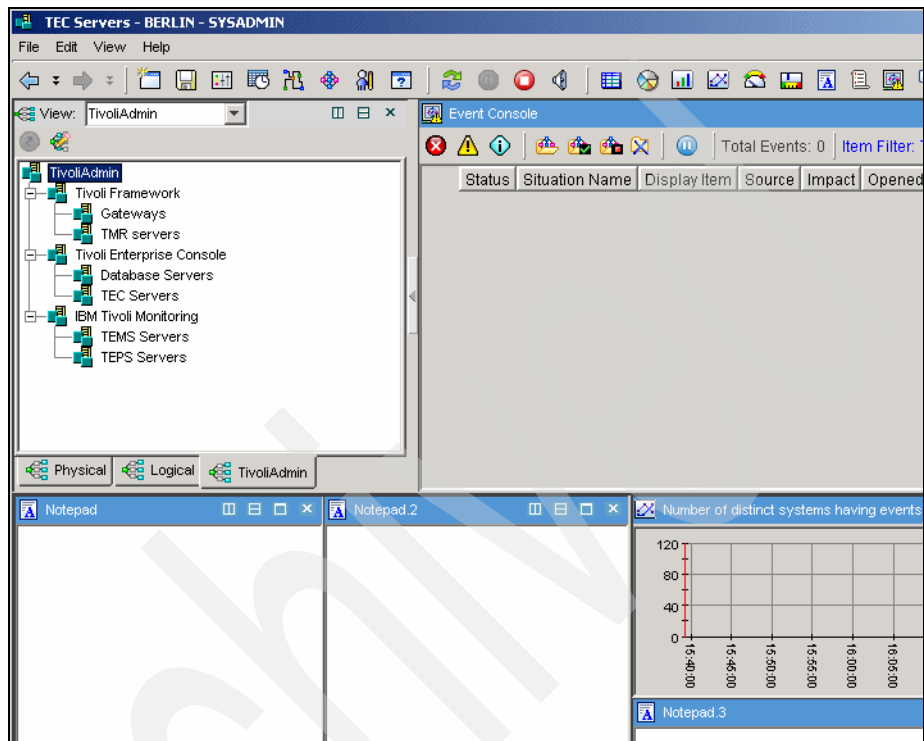 TEC Servers - BERLIN - SYSADMIN
File Edit View Help
View: TivoliAdmin
TivoliAdmin
Tivoli Framework
Gateways
TMR servers
Tivoli Enterprise Console
Database Servers
TEC Servers
IBM Tivoli Monitoring
TEMS Servers
TEPS Servers
Physical Logical TivoliAdmin
Event Console
Total Events: 0 Item Filter:
Status Situation Name Display Item Source Impact Opened
Notepad
Notepad.2
Number of distinct systems having events
120
80
40
0
15:40:00 15:45:00 15:50:00 15:55:00 16:00:00 16:05:00
Notepad.3